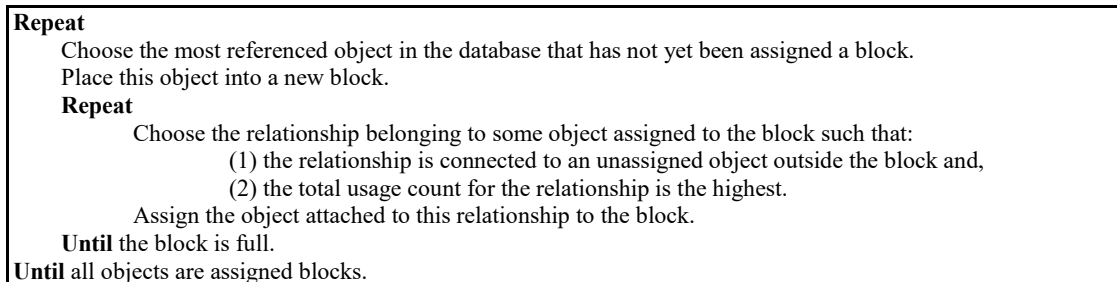 Repeat
Choose the most referenced object in the database that has not yet been assigned a block.
Place this object into a new block.
Repeat
Choose the relationship belonging to some object assigned to the block such that:
(1) the relationship is connected to an unassigned object outside the block and,
(2) the total usage count for the relationship is the highest.
Assign the object attached to this relationship to the block.
Until the block is full.
Until all objects are assigned blocks.